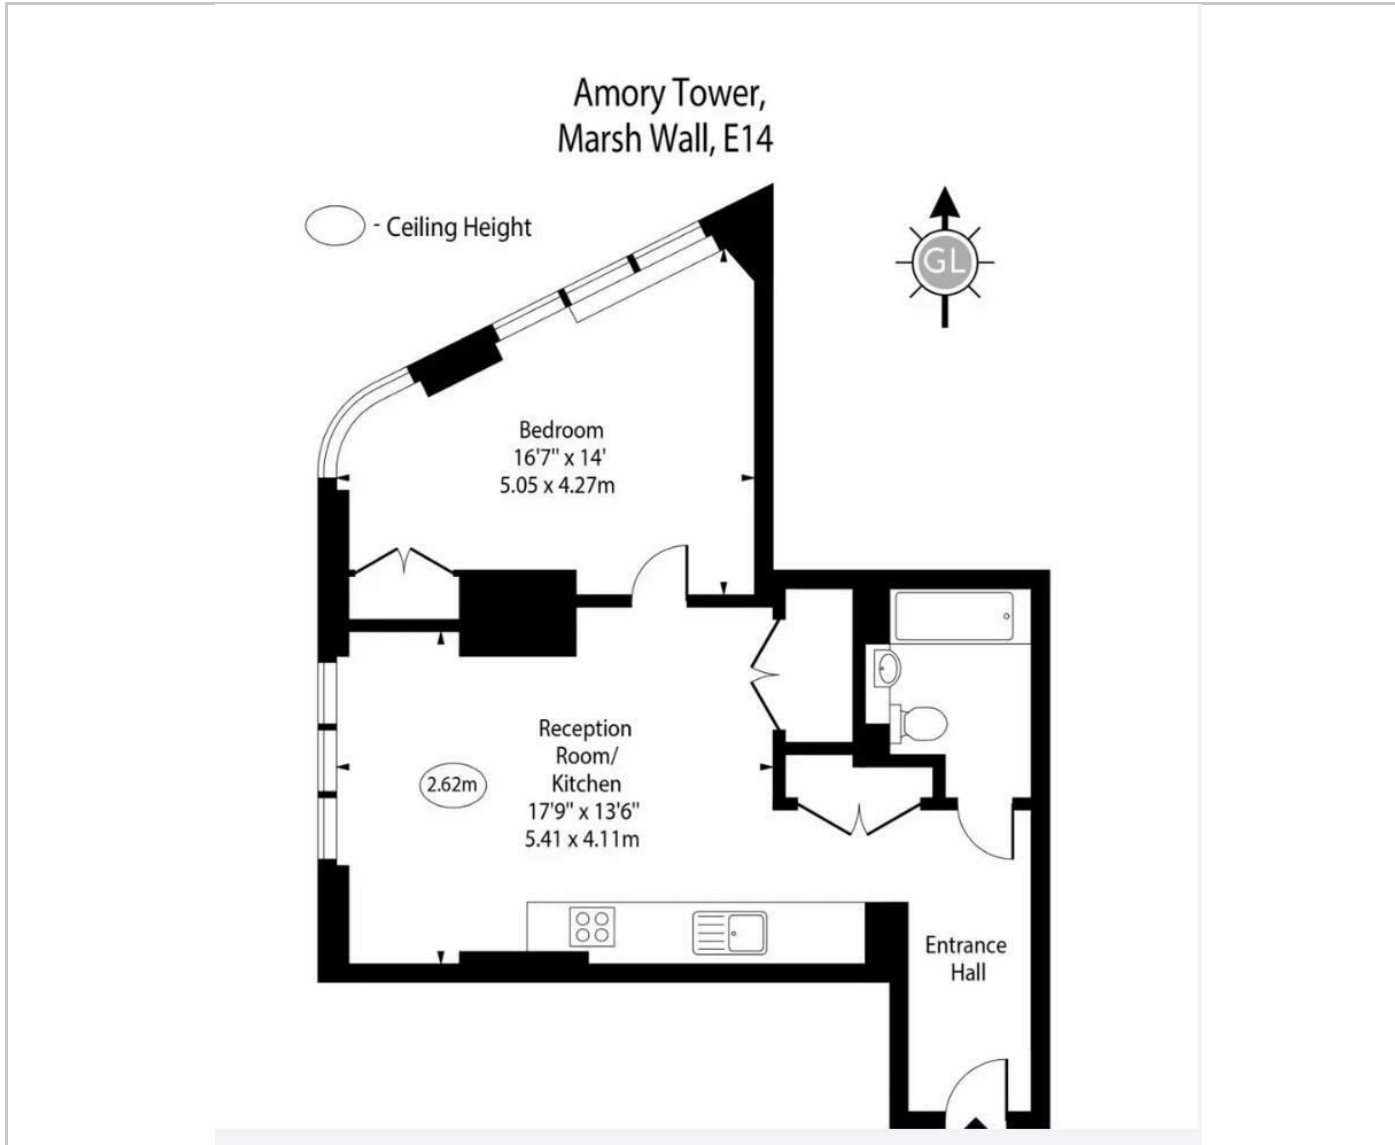 Amory Tower,
Marsh Wall, E14
- Ceiling Height
GL
Bedroom
16'7" x 14'
5.05 x 4.27m
Reception
Room/
Kitchen
17'9" x 13'6"
5.41 x 4.11m
2.62m
Entrance
Hall